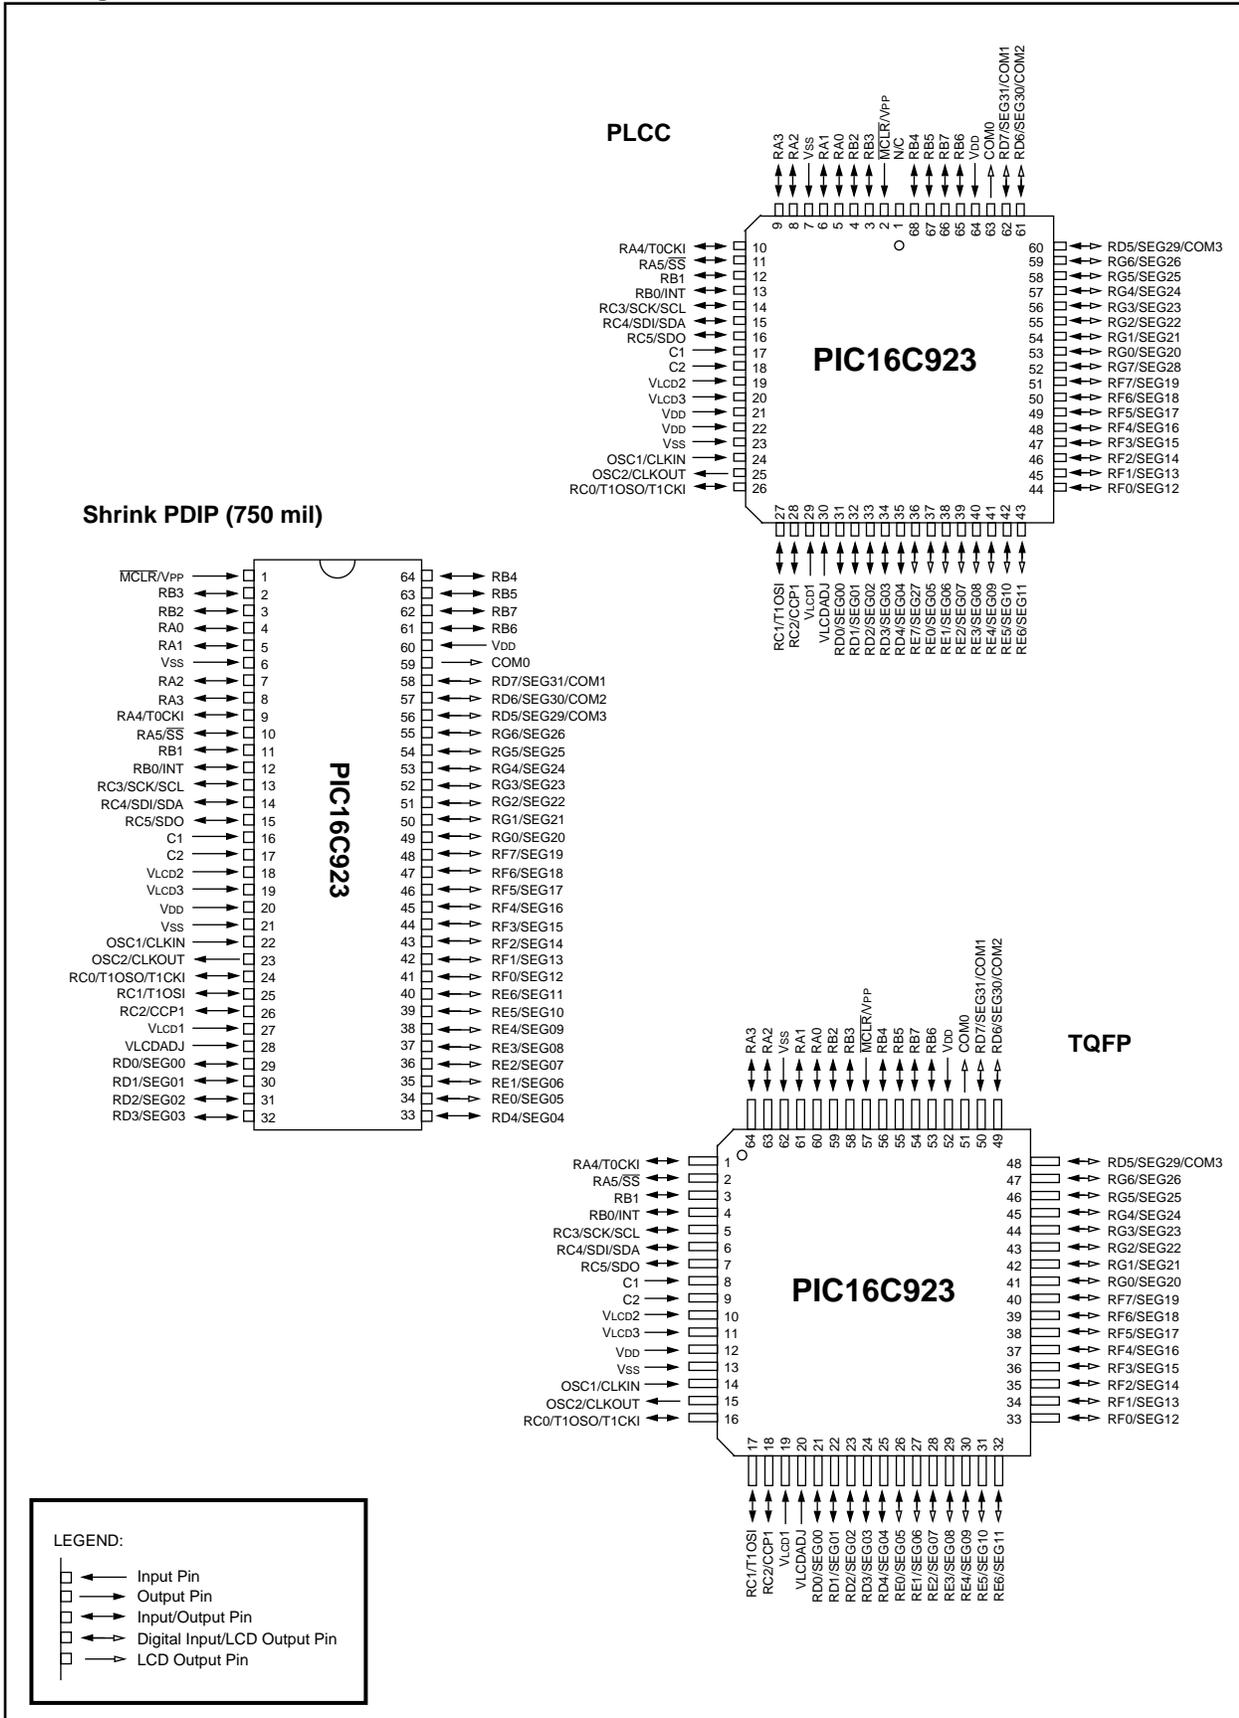 PLCC
RA3
RA2
VSS
RA1
RA0
RB2
RB3
MCLR/VPP
N/C
RB4
RB5
RB7
RB6
VDD
COM0
RD7/SEG31/COM1
RD6/SEG30/COM2
9 8 7 6 5 4 3 2 1 68 67 66 65 64 63 62 61
RA4/T0CKI 10 60 RD5/SEG29/COM3
RA5/SS 11 59 RG6/SEG26
RB1 12 58 RG5/SEG25
RB0/INT 13 57 RG4/SEG24
RC3/SCK/SCL 14 56 RG3/SEG23
RC4/SDI/SDA 15 55 RG2/SEG22
RC5/SDO 16 54 RG1/SEG21
C1 17 53 RG0/SEG20
C2 18 52 RG7/SEG28
VLCD2 19 51 RF7/SEG19
VLCD3 20 50 RF6/SEG18
VDD 21 49 RF5/SEG17
VDD 22 48 RF4/SEG16
VSS 23 47 RF3/SEG15
OSC1/CLKIN 24 46 RF2/SEG14
OSC2/CLKOUT 25 45 RF1/SEG13
RC0/T1OSO/T1CKI 26 44 RF0/SEG12
PIC16C923
27 28 29 30 31 32 33 34 35 36 37 38 39 40 41 42 43
RC1/T1OSI
RC2/CCP1
VLCD1
VLCDADJ
RD0/SEG00
RD1/SEG01
RD2/SEG02
RD3/SEG03
RD4/SEG04
RE7/SEG27
RE0/SEG05
RE1/SEG06
RE2/SEG07
RE3/SEG08
RE4/SEG09
RE5/SEG10
RE6/SEG11
Shrink PDIP (750 mil)
MCLR/VPP 1 64 RB4
RB3 2 63 RB5
RB2 3 62 RB7
RA0 4 61 RB6
RA1 5 60 VDD
VSS 6 59 COM0
RA2 7 58 RD7/SEG31/COM1
RA3 8 57 RD6/SEG30/COM2
RA4/T0CKI 9 56 RD5/SEG29/COM3
RA5/SS 10 55 RG6/SEG26
RB1 11 54 RG5/SEG25
RB0/INT 12 53 RG4/SEG24
RC3/SCK/SCL 13 52 RG3/SEG23
RC4/SDI/SDA 14 51 RG2/SEG22
RC5/SDO 15 50 RG1/SEG21
C1 16 49 RG0/SEG20
C2 17 48 RF7/SEG19
VLCD2 18 47 RF6/SEG18
VLCD3 19 46 RF5/SEG17
VDD 20 45 RF4/SEG16
VSS 21 44 RF3/SEG15
OSC1/CLKIN 22 43 RF2/SEG14
OSC2/CLKOUT 23 42 RF1/SEG13
RC0/T1OSO/T1CKI 24 41 RF0/SEG12
RC1/T1OSI 25 40 RE6/SEG11
RC2/CCP1 26 39 RE5/SEG10
VLCD1 27 38 RE4/SEG09
VLCDADJ 28 37 RE3/SEG08
RD0/SEG00 29 36 RE2/SEG07
RD1/SEG01 30 35 RE1/SEG06
RD2/SEG02 31 34 RE0/SEG05
RD3/SEG03 32 33 RD4/SEG04
PIC16C923
TQFP
RA3
RA2
VSS
RA1
RA0
RB2
RB3
MCLR/VPP
RB4
RB5
RB7
RB6
VDD
COM0
RD7/SEG31/COM1
RD6/SEG30/COM2
64 63 62 61 60 59 58 57 56 55 54 53 52 51 50 49
RA4/T0CKI 1 48 RD5/SEG29/COM3
RA5/SS 2 47 RG6/SEG26
RB1 3 46 RG5/SEG25
RB0/INT 4 45 RG4/SEG24
RC3/SCK/SCL 5 44 RG3/SEG23
RC4/SDI/SDA 6 43 RG2/SEG22
RC5/SDO 7 42 RG1/SEG21
C1 8 41 RG0/SEG20
C2 9 40 RF7/SEG19
VLCD2 10 39 RF6/SEG18
VLCD3 11 38 RF5/SEG17
VDD 12 37 RF4/SEG16
VSS 13 36 RF3/SEG15
OSC1/CLKIN 14 35 RF2/SEG14
OSC2/CLKOUT 15 34 RF1/SEG13
RC0/T1OSO/T1CKI 16 33 RF0/SEG12
PIC16C923
17 18 19 20 21 22 23 24 25 26 27 28 29 30 31 32
RC1/T1OSI
RC2/CCP1
VLCD1
VLCDADJ
RD0/SEG00
RD1/SEG01
RD2/SEG02
RD3/SEG03
RD4/SEG04
RE0/SEG05
RE1/SEG06
RE2/SEG07
RE3/SEG08
RE4/SEG09
RE5/SEG10
RE6/SEG11
LEGEND:
Input Pin
Output Pin
Input/Output Pin
Digital Input/LCD Output Pin
LCD Output Pin